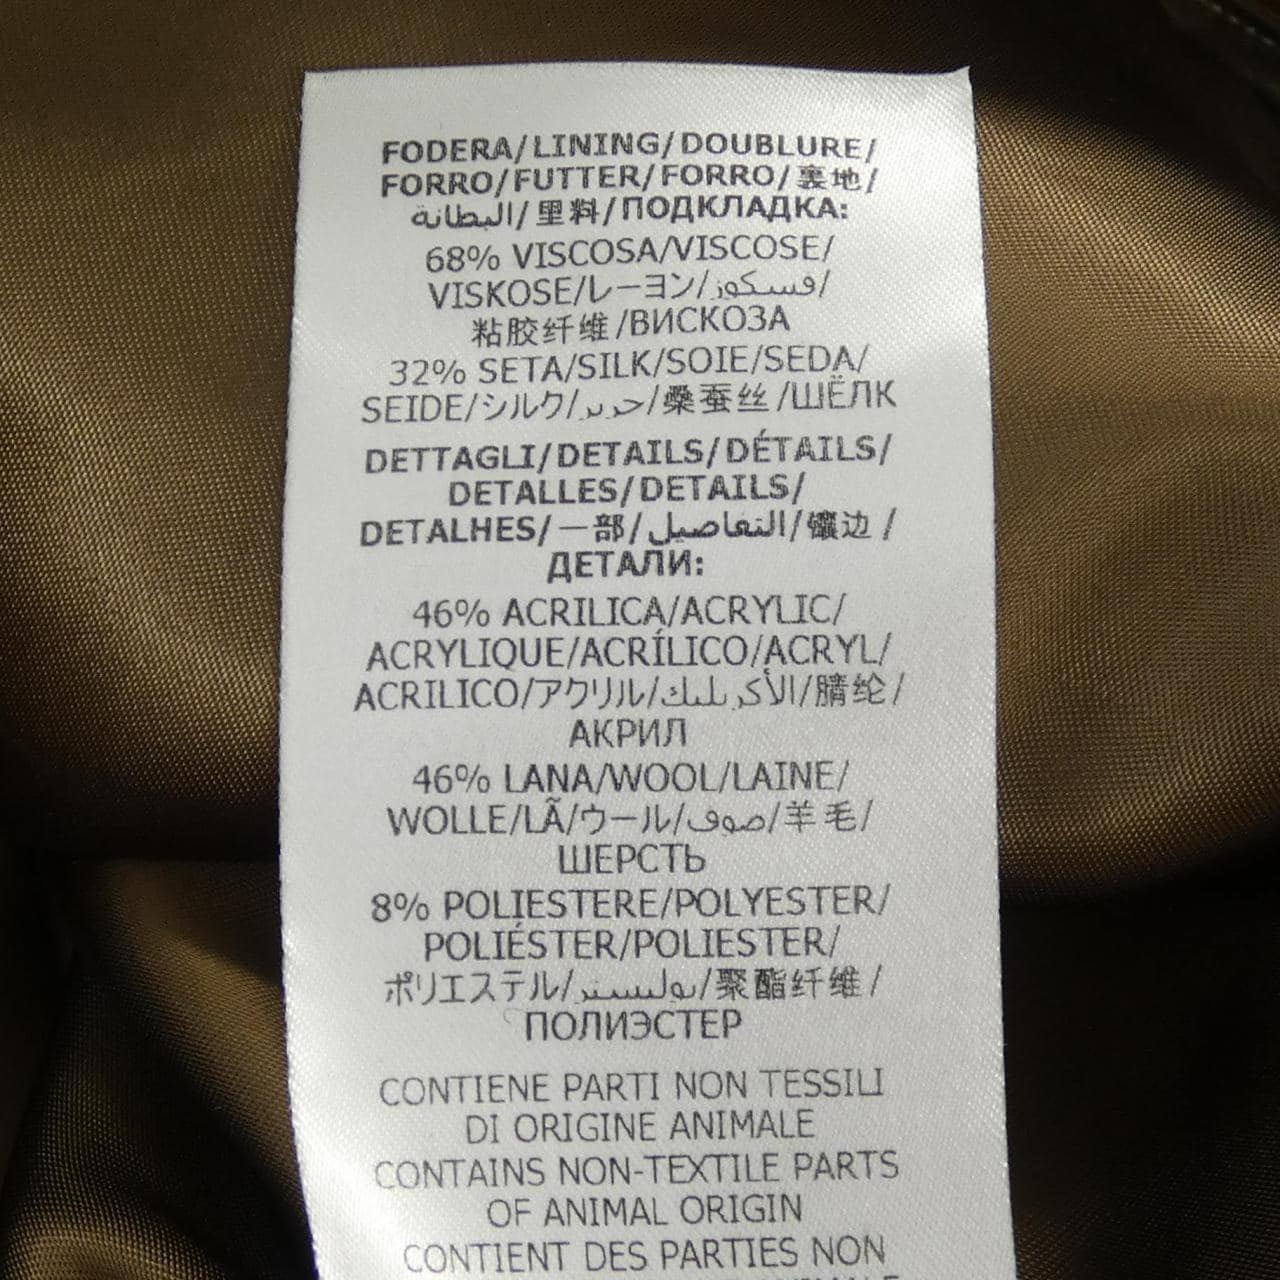 FODERA/LINING/DOUBLURE/
FORRO/FUTTER/FORRO/裏地/
البطانة/里料/ПОДКЛАДКА:
68% VISCOSA/VISCOSE/
VISKOSE/レーヨン/فسكوز/
粘胶纤维/ВИСКОЗА
32% SETA/SILK/SOIE/SEDA/
SEIDE/シルク/حرير/桑蚕丝/ШЁЛК
DETTAGLI/DETAILS/DÉTAILS/
DETALLES/DETAILS/
DETALHES/一部/التفاصيل/镶边/
ДЕТАЛИ:
46% ACRILICA/ACRYLIC/
ACRYLIQUE/ACRÍLICO/ACRYL/
ACRILICO/アクリル/الأكريليك/腈纶/
АКРИЛ
46% LANA/WOOL/LAINE/
WOLLE/LÃ/ウール/صوف/羊毛/
ШЕРСТЬ
8% POLIESTERE/POLYESTER/
POLIÉSTER/POLIESTER/
ポリエステル/بوليستر/聚酯纤维/
ПОЛИЭСТЕР
CONTIENE PARTI NON TESSILI
DI ORIGINE ANIMALE
CONTAINS NON-TEXTILE PARTS
OF ANIMAL ORIGIN
CONTIENT DES PARTIES NON